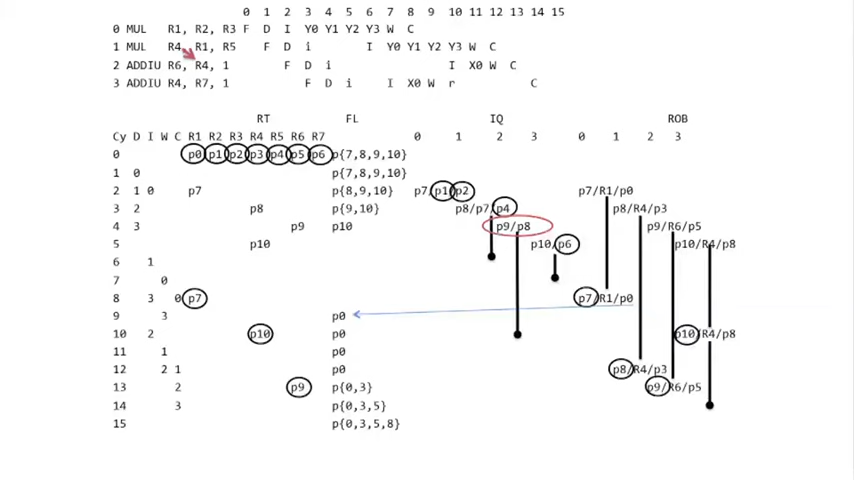 0 1 2 3 4 5 6 7 8 9 10 11 12 13 14 15
0 MUL R1, R2, R3 F D I Y0 Y1 Y2 Y3 W C
1 MUL R4, R1, R5 F D i I Y0 Y1 Y2 Y3 W C
2 ADDIU R6, R4, 1 F D i I X0 W C
3 ADDIU R4, R7, 1 F D i I X0 W r C
RT FL IQ ROB
Cy D I W C R1 R2 R3 R4 R5 R6 R7 0 1 2 3 0 1 2 3
0 p0 p1 p2 p3 p4 p5 p6 p{7,8,9,10}
1 0 p{7,8,9,10}
2 1 0 p7 p{8,9,10} p7/p1/p2 p7/R1/p0
3 2 p8 p{9,10} p8/p7/p4 p8/R4/p3
4 3 p9 p10 p9/p8 p9/R6/p5
5 p10 p10/p6 p10/R4/p8
6 1
7 0
8 3 0 p7 p7/R1/p0
9 3 p0
10 2 p10 p0 p10/R4/p8
11 1 p0
12 2 1 p0 p8/R4/p3
13 2 p9 p{0,3} p9/R6/p5
14 3 p{0,3,5}
15 p{0,3,5,8}